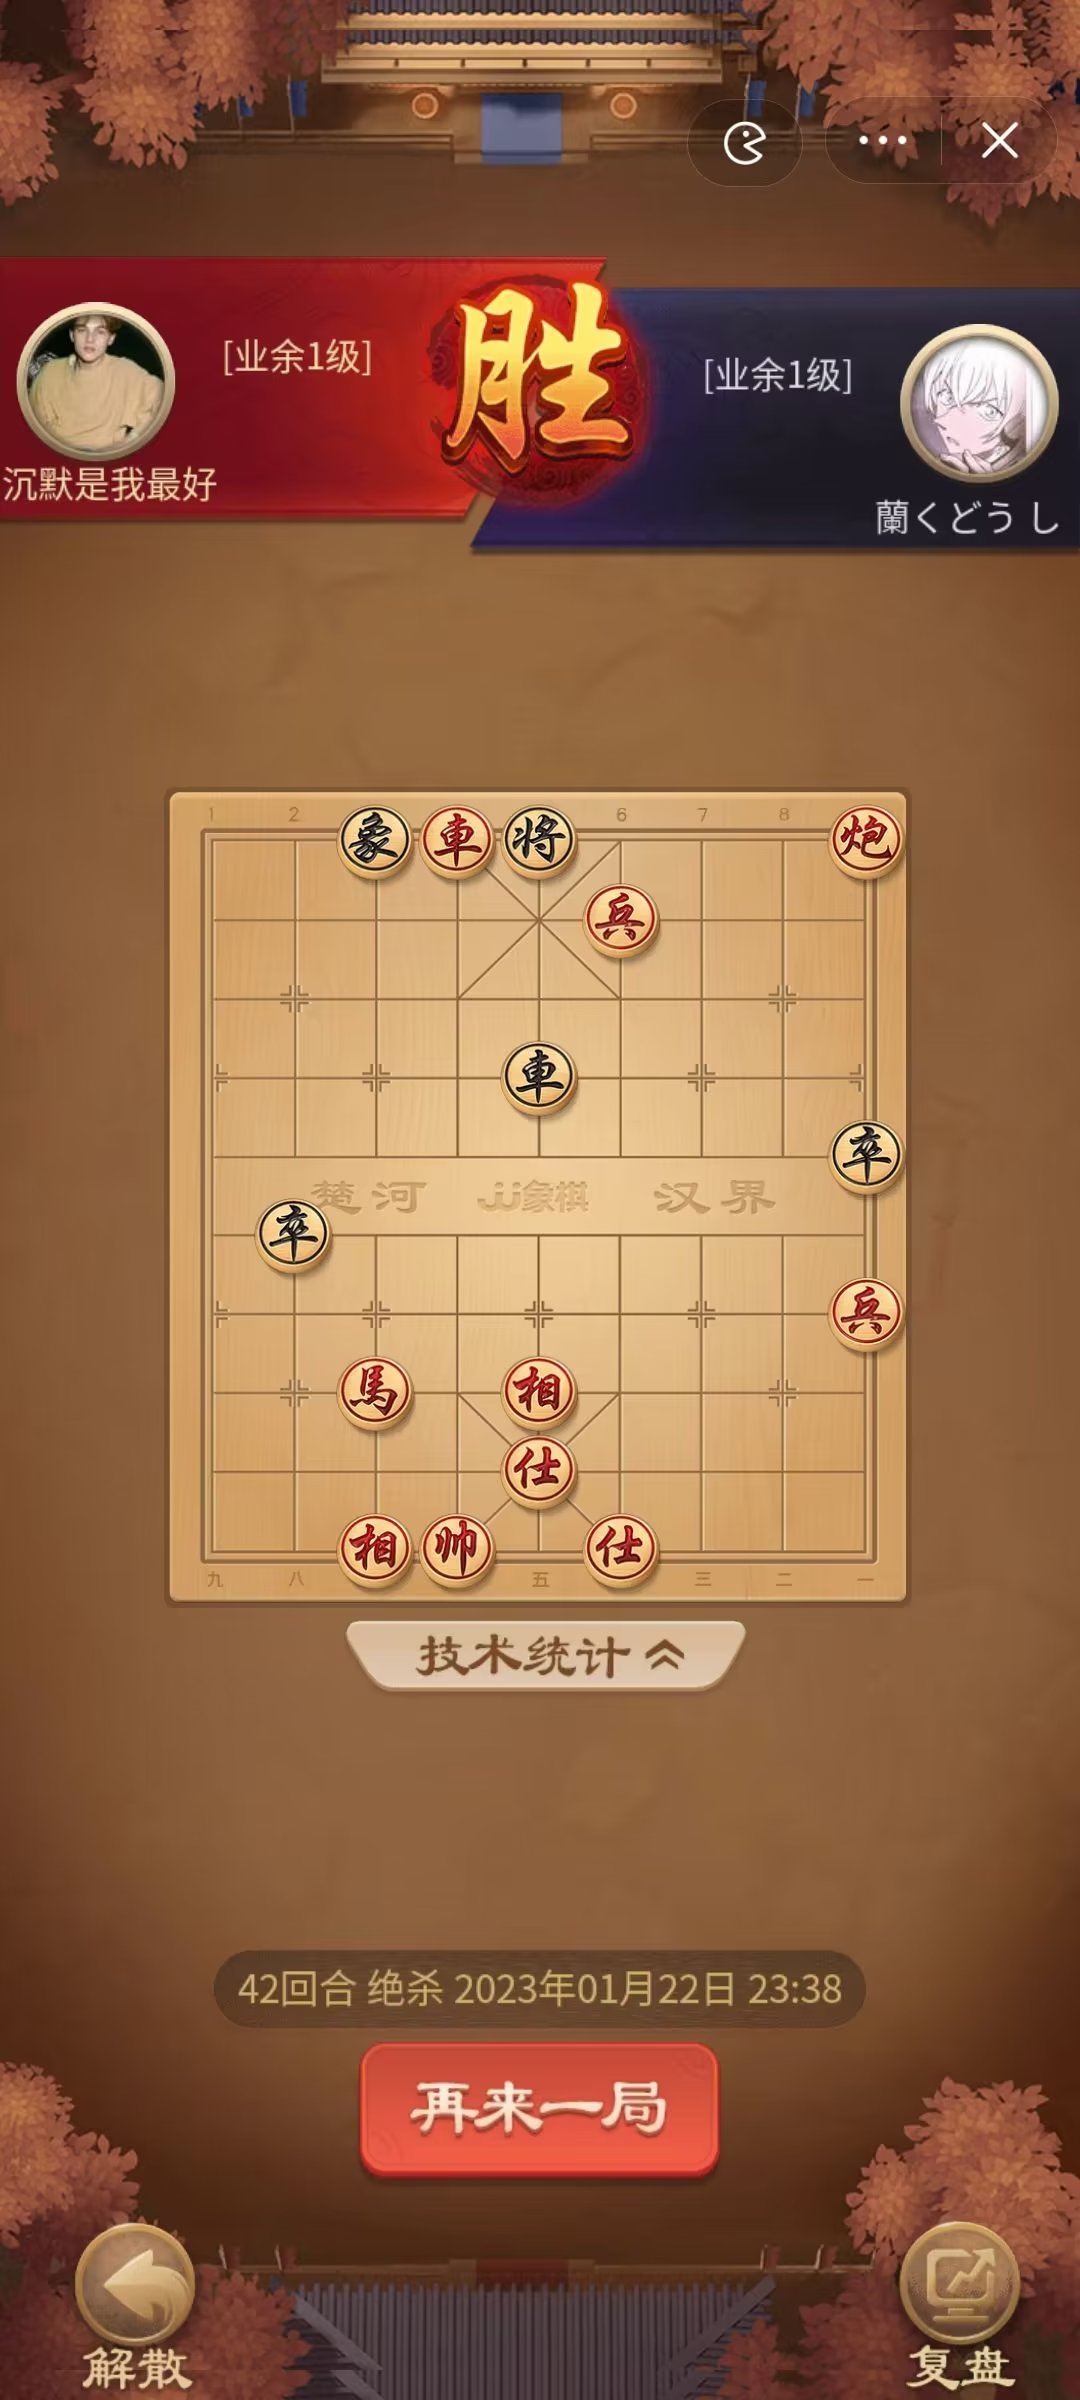 胜
[业余1级]
[业余1级]
沉默是我最好
蘭くどう し
1 2 6 7 8
象 車 将 炮
兵
車
卒
楚河 JJ象棋 汉界
卒
兵
馬 相
仕
相 帅 仕
九 八 五 三 二 一
技术统计
42回合 绝杀 2023年01月22日 23:38
再来一局
解散 复盘